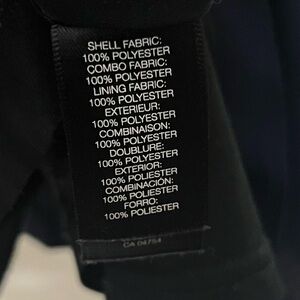 SHELL FABRIC:
100% POLYESTER
COMBO FABRIC:
100% POLYESTER
LINING FABRIC:
100% POLYESTER
EXTERIEUR:
100% POLYESTER
COMBINAISON:
100% POLYESTER
DOUBLURE:
100% POLYESTER
EXTERIOR:
100% POLIESTER
COMBINACIÓN:
100% POLIESTER
FORRO:
100% POLIESTER
CA 04754